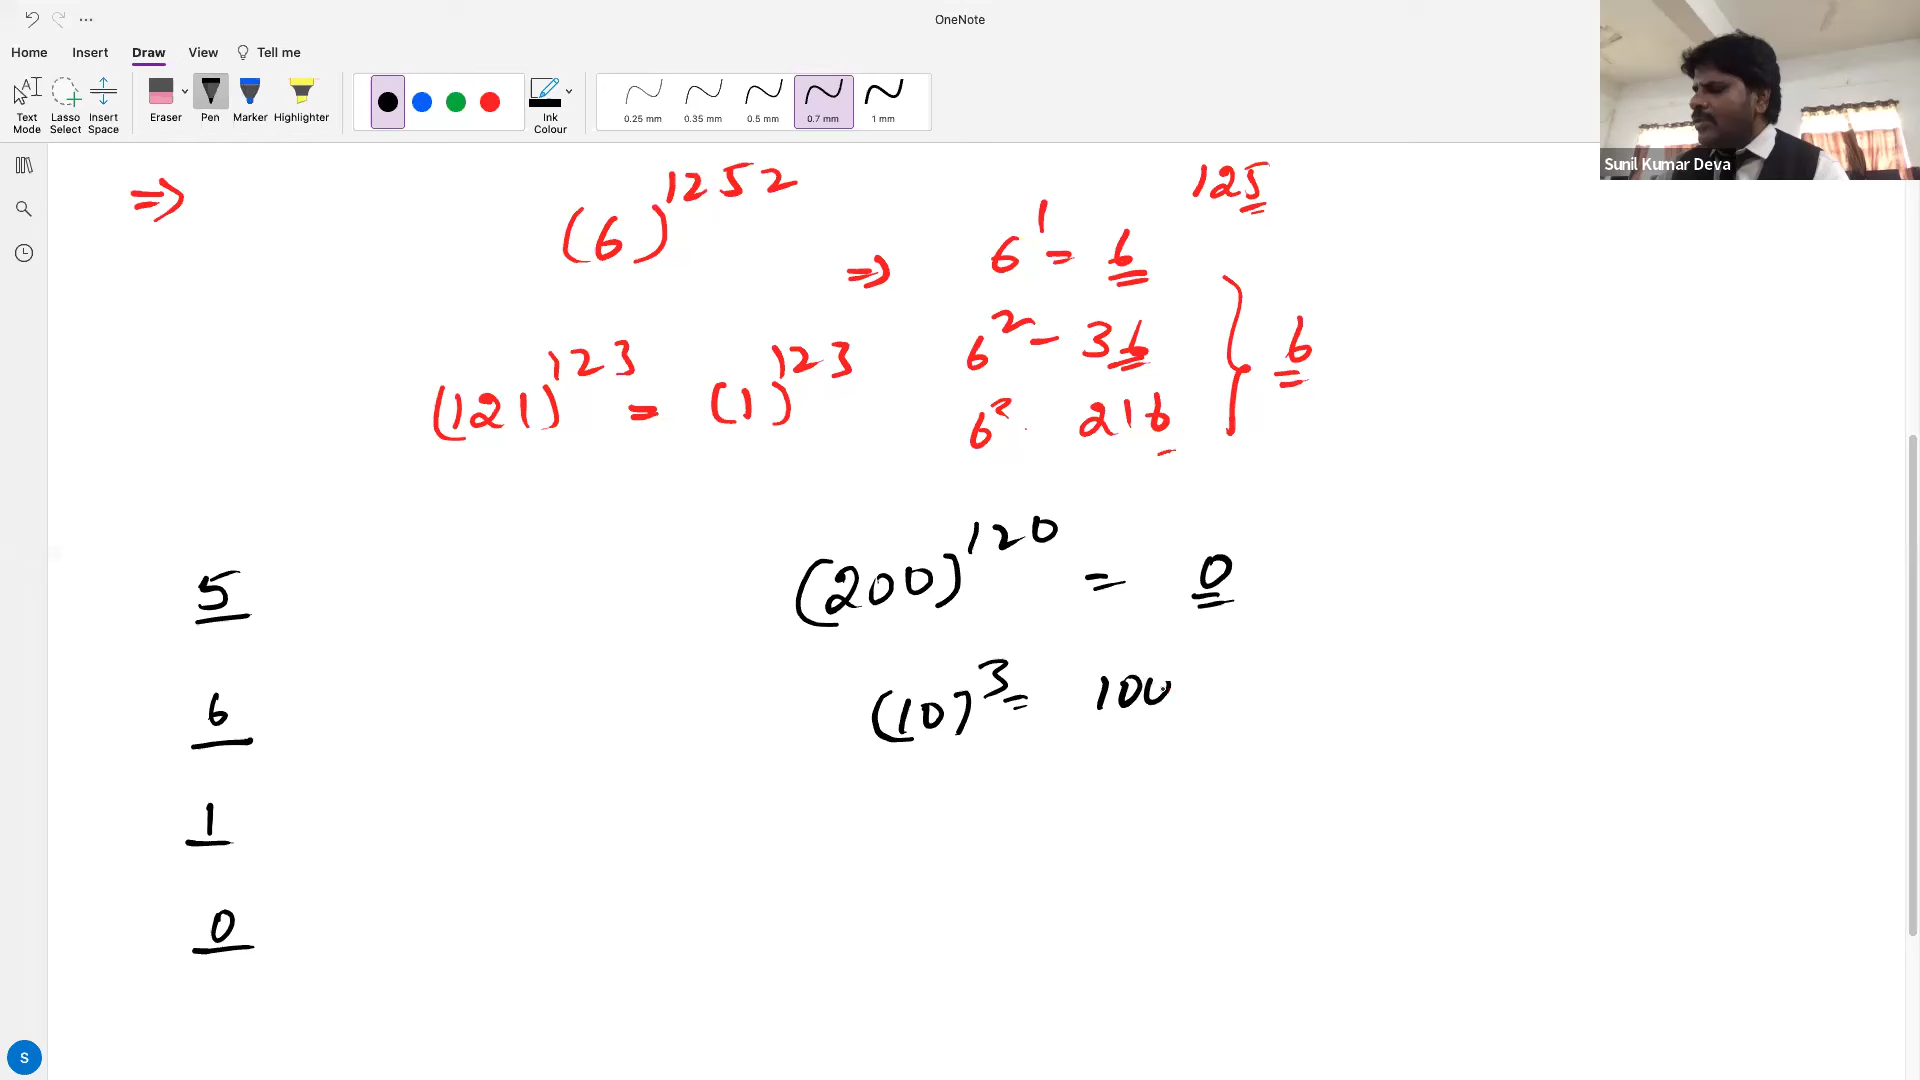 OneNote
Home Insert Draw View Tell me
Text Mode Lasso Select Insert Space Eraser Pen Marker Highlighter Ink Colour 0.25 mm 0.35 mm 0.5 mm 0.7 mm 1 mm
Sunil Kumar Deva
⇒ (6)^1252 125
⇒ 6^1 = 6
6^2 - 36
(121)^123 = (1)^123
6^2 216 } 6
5
(200)^120 = 0
6
(10)^3 = 100
1
0
S